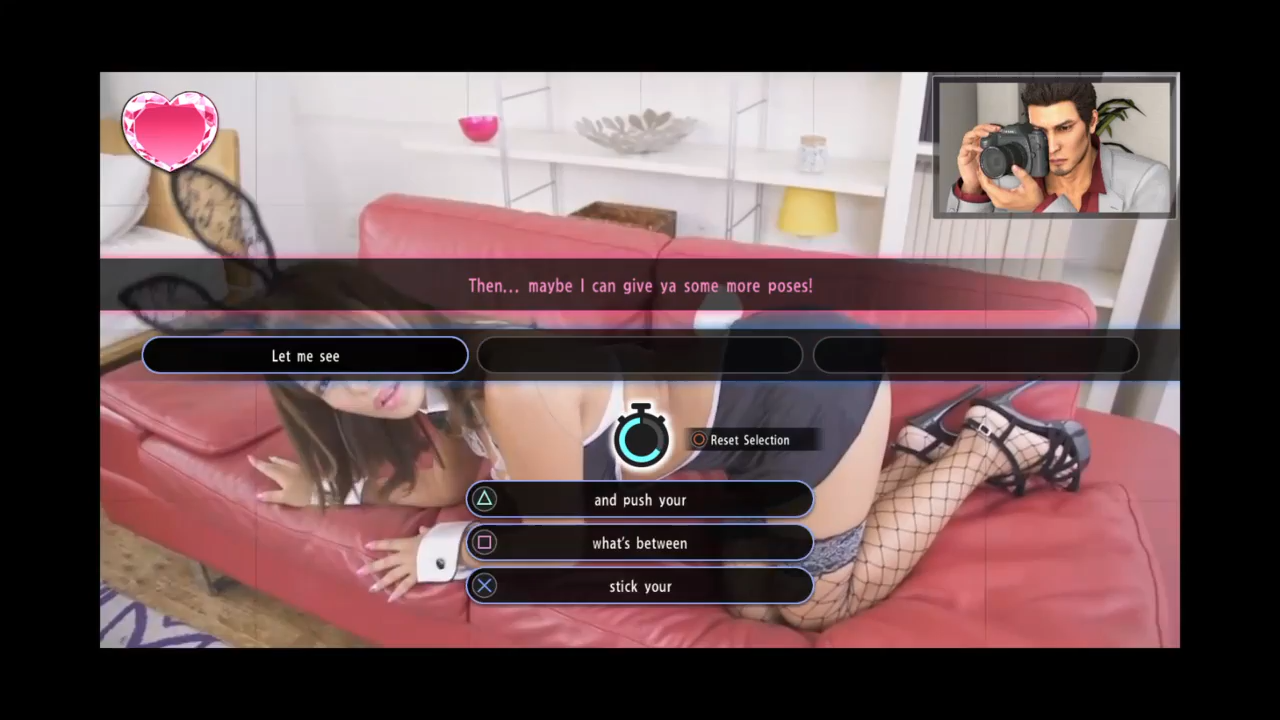 Then... maybe I can give ya some more poses!
Let me see
Reset Selection
and push your
what's between
stick your